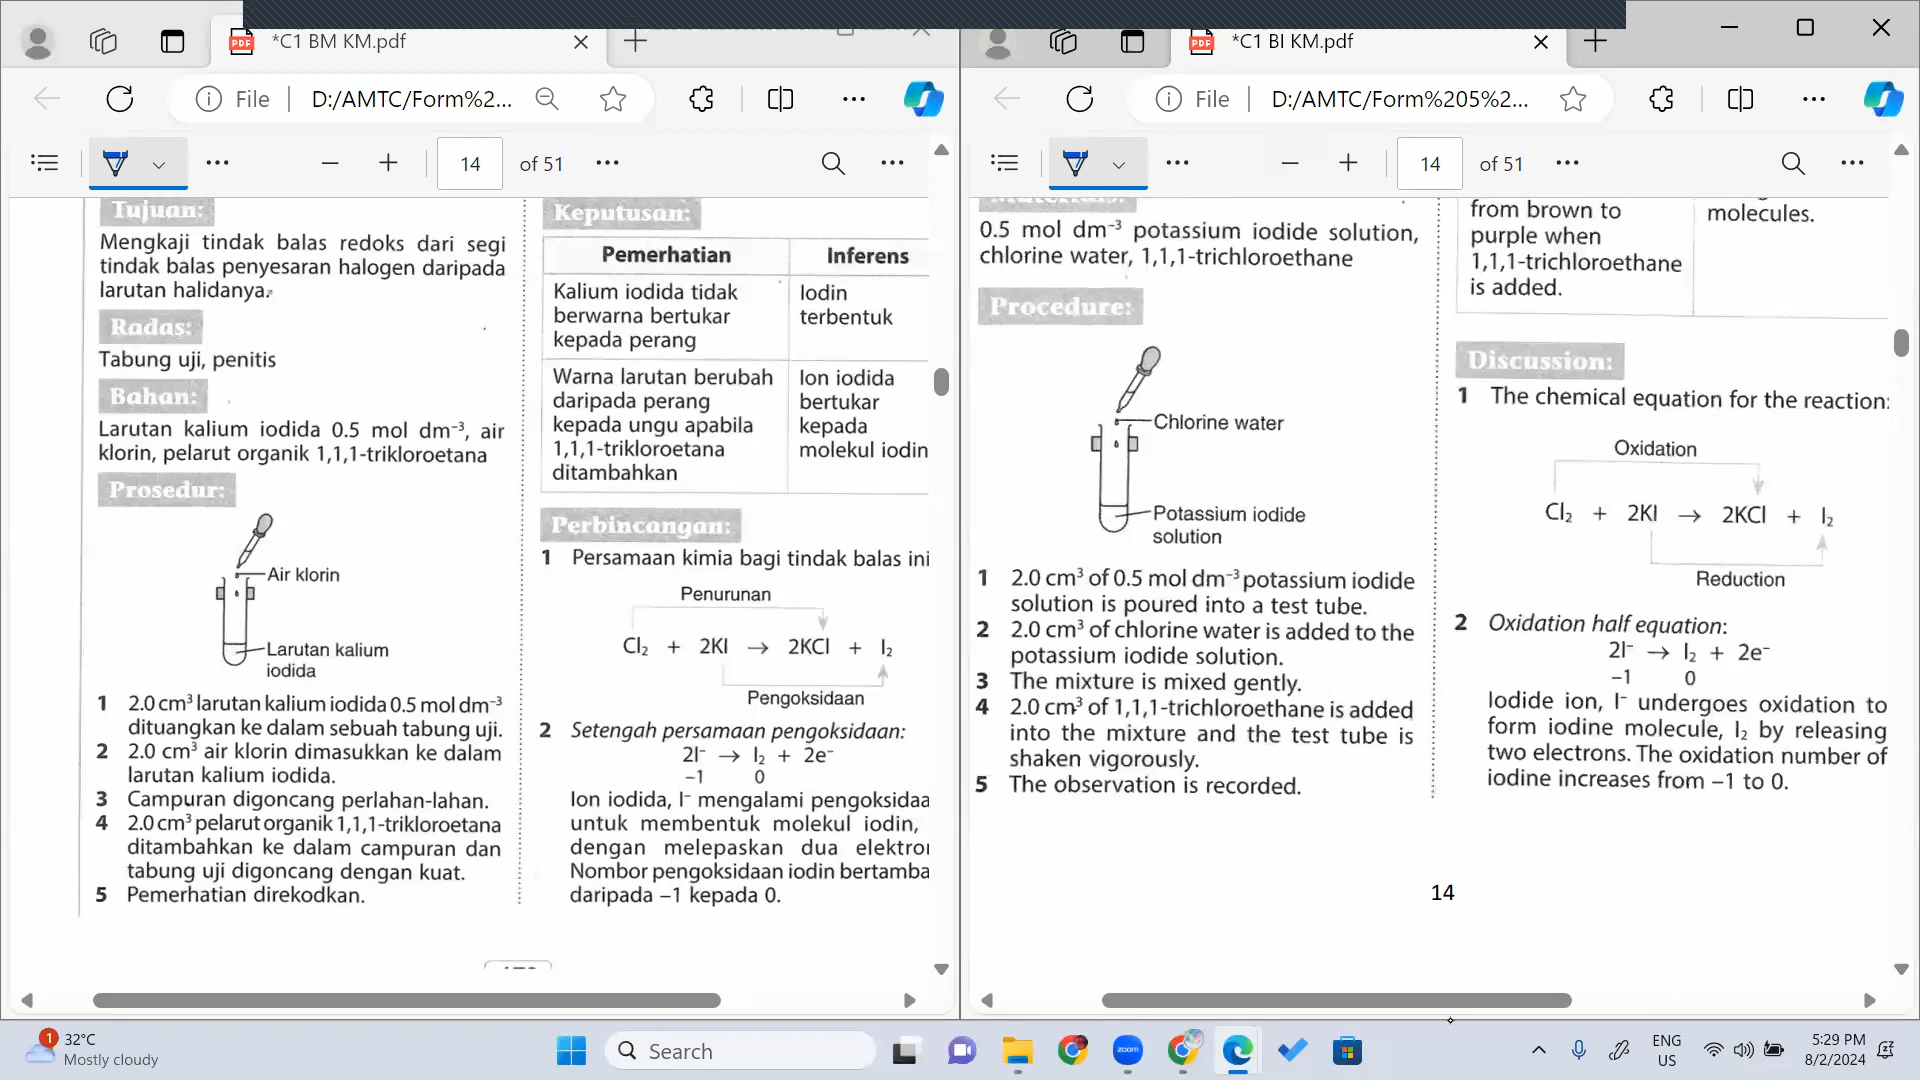 *C1 BM KM.pdf
File
D:/AMTC/Form%2...
14 of 51
Tujuan:
Mengkaji tindak balas redoks dari segi
tindak balas penyesaran halogen daripada
larutan halidanya.
Radas:
Tabung uji, penitis
Bahan:
Larutan kalium iodida 0.5 mol dm⁻³, air
klorin, pelarut organik 1,1,1-trikloroetana
Prosedur:
Air klorin
Larutan kalium
iodida
1 2.0 cm³ larutan kalium iodida 0.5 mol dm⁻³
dituangkan ke dalam sebuah tabung uji.
2 2.0 cm³ air klorin dimasukkan ke dalam
larutan kalium iodida.
3 Campuran digoncang perlahan-lahan.
4 2.0 cm³ pelarut organik 1,1,1-trikloroetana
ditambahkan ke dalam campuran dan
tabung uji digoncang dengan kuat.
5 Pemerhatian direkodkan.
Keputusan:
Pemerhatian Inferens
Kalium iodida tidak
berwarna bertukar
kepada perang
Iodin
terbentuk
Warna larutan berubah
daripada perang
kepada ungu apabila
1,1,1-trikloroetana
ditambahkan
Ion iodida
bertukar
kepada
molekul iodin
Perbincangan:
1 Persamaan kimia bagi tindak balas ini
Penurunan
Cl₂ + 2KI → 2KCl + I₂
Pengoksidaan
2 Setengah persamaan pengoksidaan:
2I⁻ → I₂ + 2e⁻
–1 0
Ion iodida, I⁻ mengalami pengoksidaa
untuk membentuk molekul iodin,
dengan melepaskan dua elektro
Nombor pengoksidaan iodin bertamba
daripada –1 kepada 0.
*C1 BI KM.pdf
File
D:/AMTC/Form%205%2...
14 of 51
0.5 mol dm⁻³ potassium iodide solution,
chlorine water, 1,1,1-trichloroethane
Procedure:
Chlorine water
Potassium iodide
solution
1 2.0 cm³ of 0.5 mol dm⁻³ potassium iodide
solution is poured into a test tube.
2 2.0 cm³ of chlorine water is added to the
potassium iodide solution.
3 The mixture is mixed gently.
4 2.0 cm³ of 1,1,1-trichloroethane is added
into the mixture and the test tube is
shaken vigorously.
5 The observation is recorded.
from brown to
purple when
1,1,1-trichloroethane
is added.
molecules.
Discussion:
1 The chemical equation for the reaction:
Oxidation
Cl₂ + 2KI → 2KCl + I₂
Reduction
2 Oxidation half equation:
2I⁻ → I₂ + 2e⁻
–1 0
Iodide ion, I⁻ undergoes oxidation to
form iodine molecule, I₂ by releasing
two electrons. The oxidation number of
iodine increases from –1 to 0.
14
1
32°C
Mostly cloudy
Search
zoom
ENG
US
5:29 PM
8/2/2024